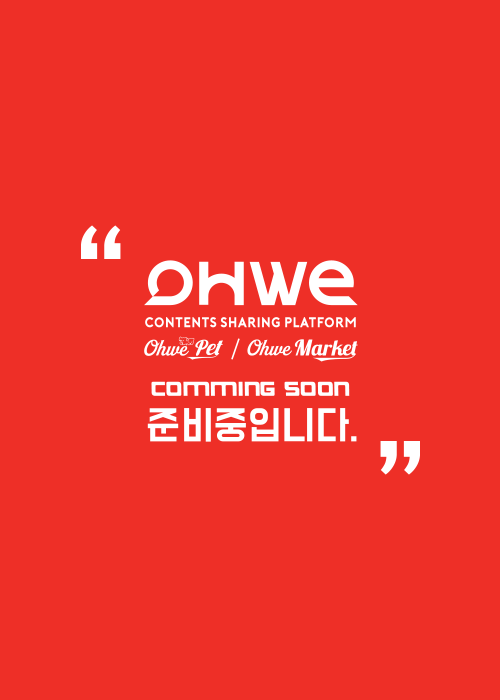 “
OHWe
CONTENTS SHARING PLATFORM
Ohwe Pet / Ohwe Market
COMMING SOON
준비중입니다.
”